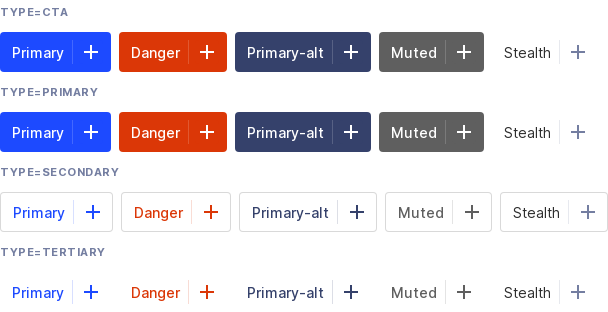 TYPE=CTA
Primary Danger Primary-alt Muted Stealth
TYPE=PRIMARY
Primary Danger Primary-alt Muted Stealth
TYPE=SECONDARY
Primary Danger Primary-alt Muted Stealth
TYPE=TERTIARY
Primary Danger Primary-alt Muted Stealth